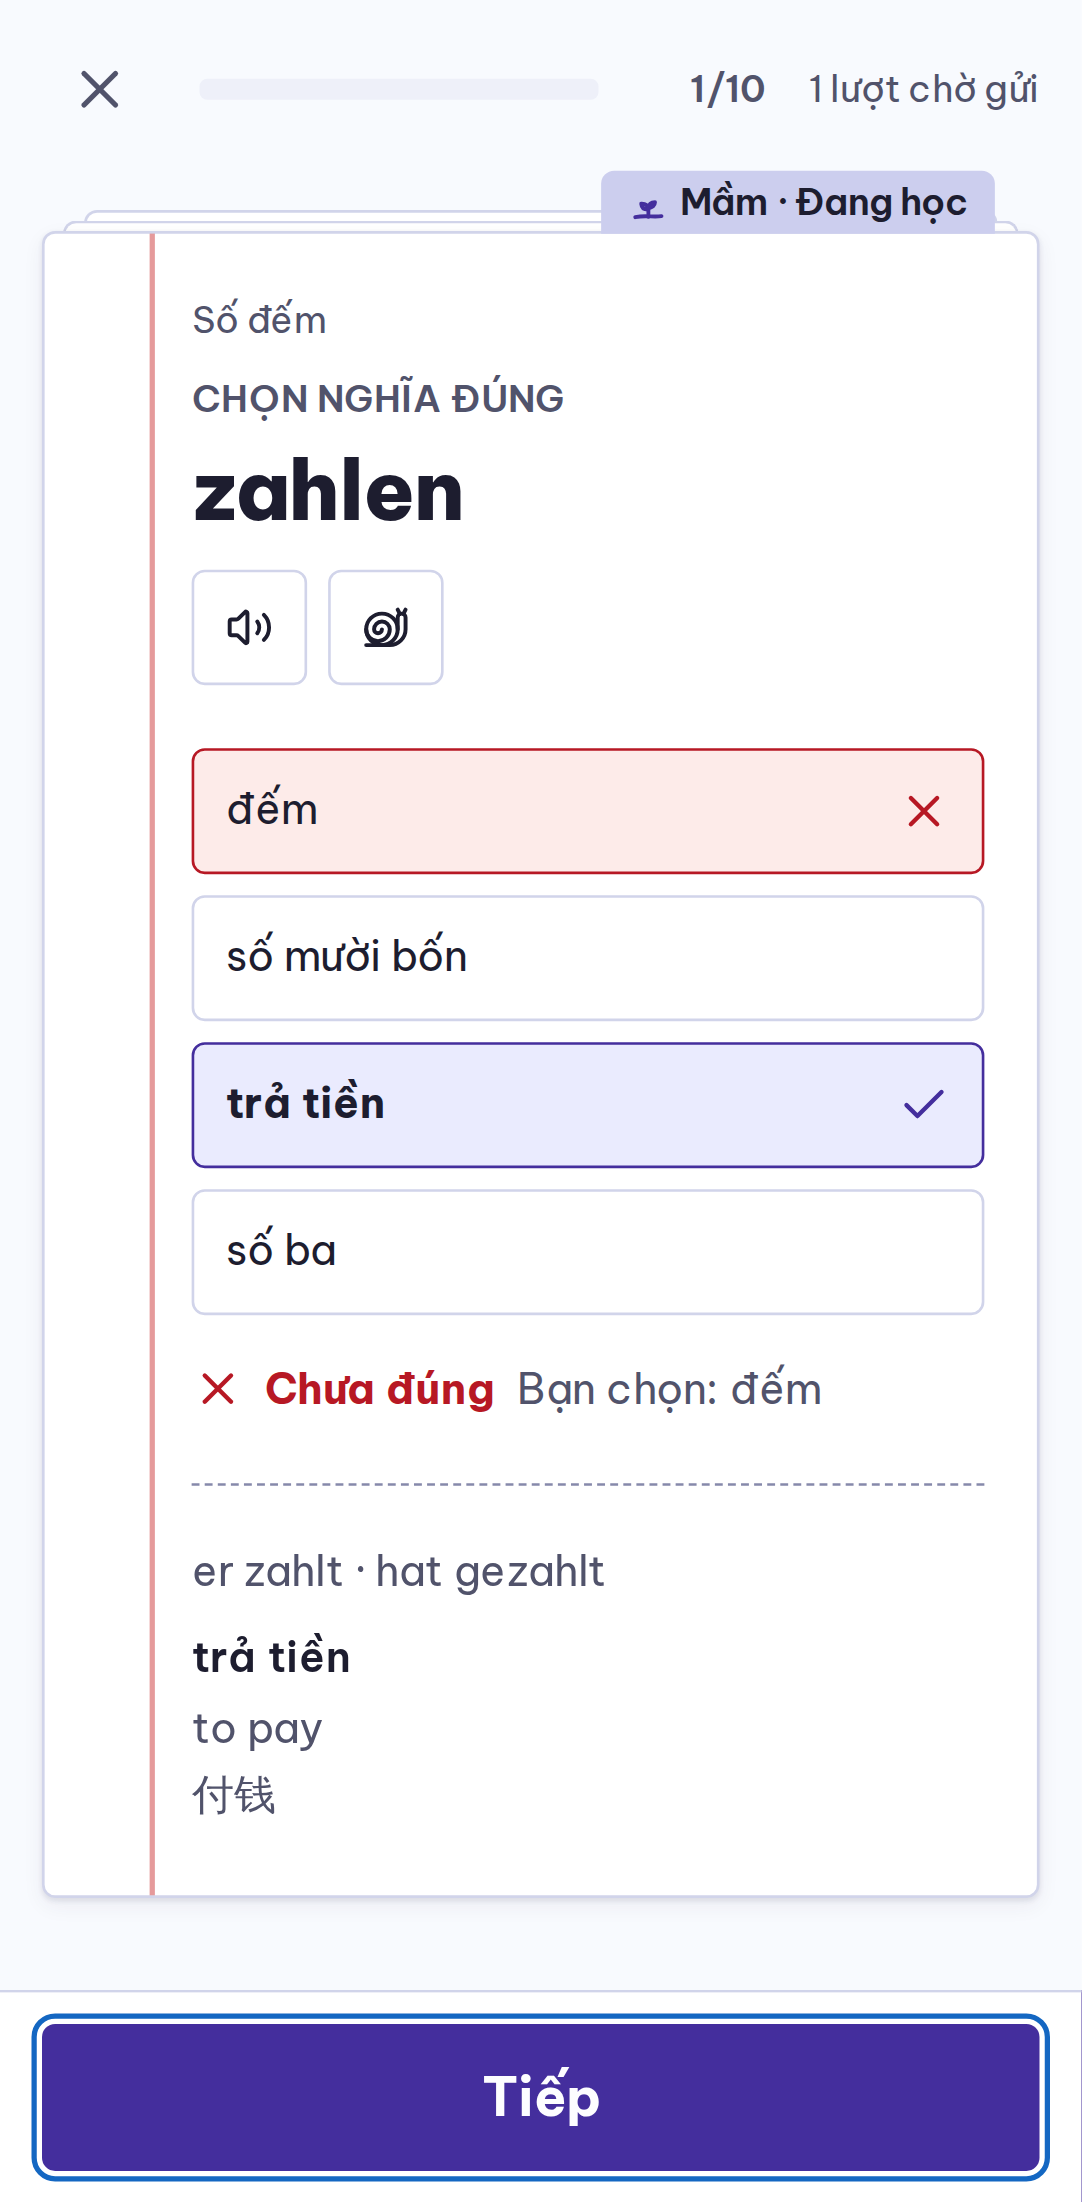 1/10 1 lượt chờ gửi
Mầm · Đang học
Số đếm
CHỌN NGHĨA ĐÚNG
zahlen
đếm
số mười bốn
trả tiền
số ba
Chưa đúng Bạn chọn: đếm
er zahlt · hat gezahlt
trả tiền
to pay
付钱
Tiếp